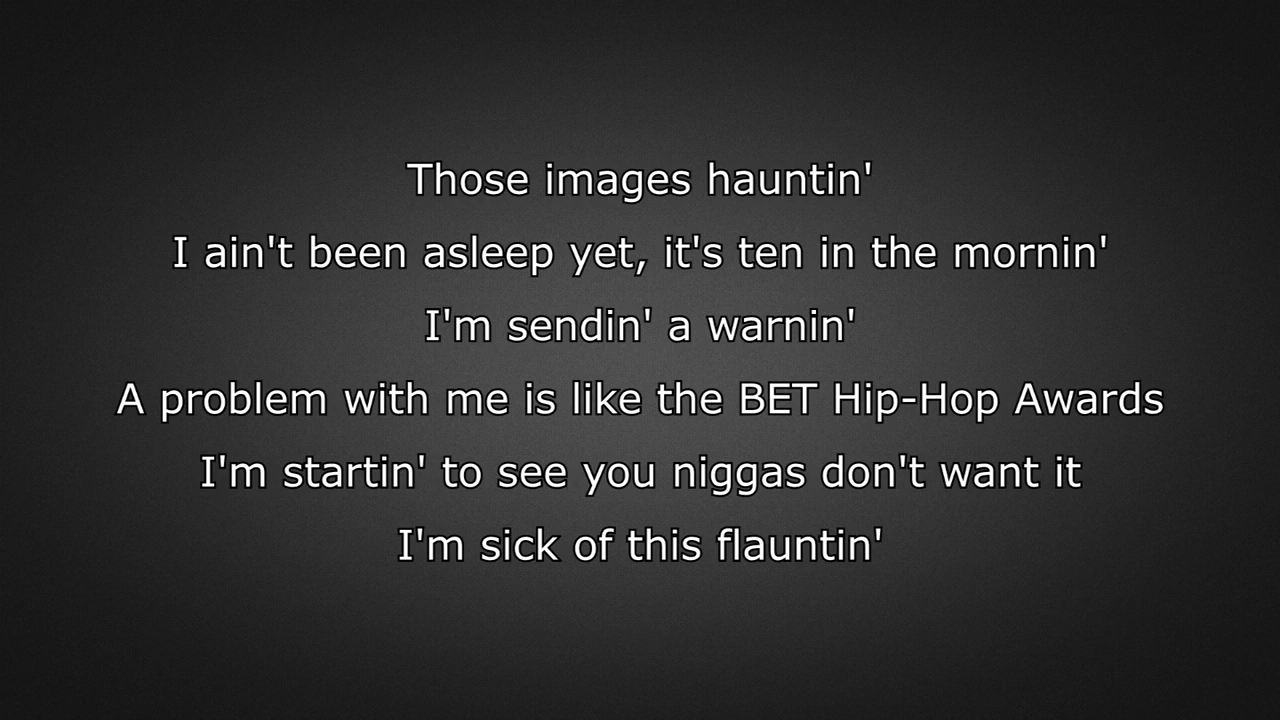 Those images hauntin'
I ain't been asleep yet, it's ten in the mornin'
I'm sendin' a warnin'
A problem with me is like the BET Hip-Hop Awards
I'm startin' to see you niggas don't want it
I'm sick of this flauntin'